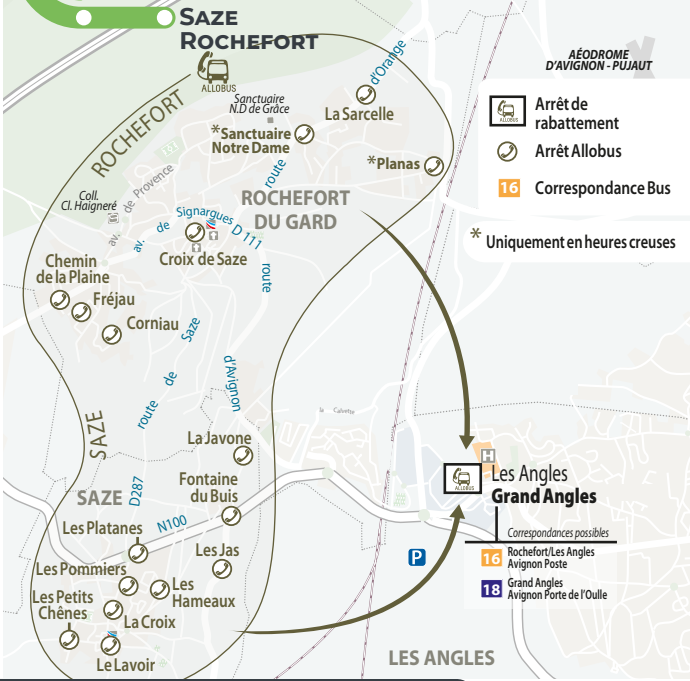 SAZE
ROCHEFORT
AÉODROME
D'AVIGNON - PUJAUT
ALLOBUS
ROCHEFORT
Sanctuaire
N.D de Grâce
d'Orange
La Sarcelle
*Sanctuaire
Notre Dame
*Planas
route
ALLOBUS
Arrêt de
rabattement
Arrêt Allobus
16 Correspondance Bus
* Uniquement en heures creuses
Coll.
Cl. Haigneré
av. de Provence
ROCHEFORT
DU GARD
av. de Signargues D 111
Croix de Saze
route
d'Avignon
Chemin
de la Plaine
Fréjau
Corniau
route de Saze
la Calvette
SAZE
La Javone
Fontaine
du Buis
SAZE
D287
N100
H
ALLOBUS
Les Angles
Grand Angles
Correspondances possibles
16 Rochefort/Les Angles
Avignon Poste
18 Grand Angles
Avignon Porte de l'Oulle
P
Les Platanes
Les Jas
Les Pommiers
Les
Hameaux
Les Petits
Chênes
La Croix
Le Lavoir
LES ANGLES